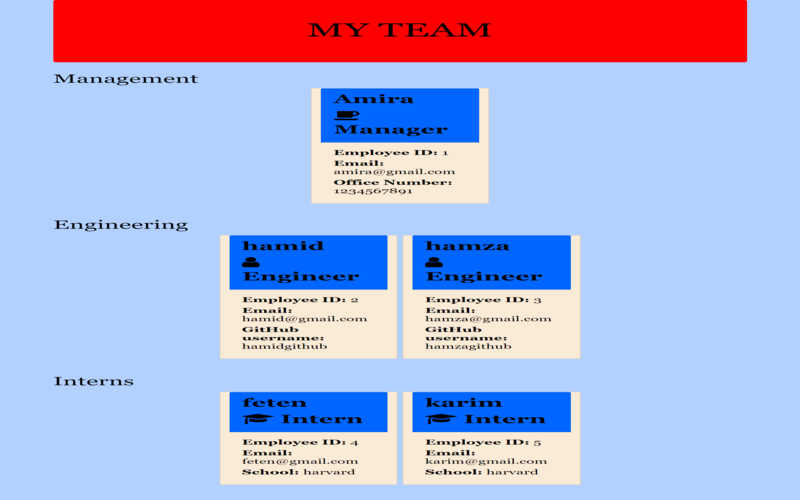 MY TEAM
Management
Amira
Manager
Employee ID: 1
Email:
amira@gmail.com
Office Number:
1234567891
Engineering
hamid
Engineer
Employee ID: 2
Email:
hamid@gmail.com
GitHub
username:
hamidgithub
hamza
Engineer
Employee ID: 3
Email:
hamza@gmail.com
GitHub
username:
hamzagithub
Interns
feten
Intern
Employee ID: 4
Email:
feten@gmail.com
School: harvard
karim
Intern
Employee ID: 5
Email:
karim@gmail.com
School: harvard